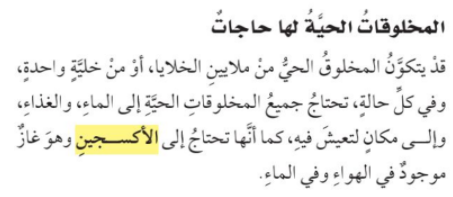 المخلوقاتُ الحيَّةُ لها حاجاتٌ
قدْ يتكوَّنُ المخلوقُ الحيُّ منْ ملايينِ الخلايا، أوْ منْ خليَّةٍ واحدةٍ،
وفي كلِّ حالةٍ، تحتاجُ جميعُ المخلوقاتِ الحيَّةِ إلى الماءِ، والغذاءِ،
وإلــى مكانٍ لتعيشَ فيهِ، كما أنَّها تحتاجُ إلى الأكســجينِ وهوَ غازٌ
موجودٌ في الهواءِ وفي الماءِ.